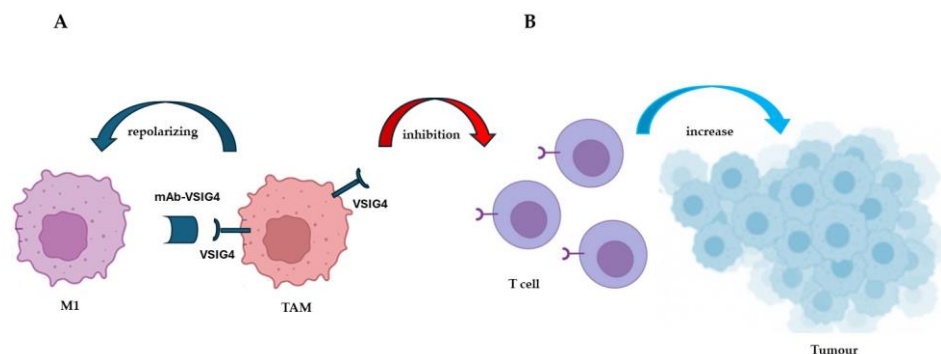 A
B
repolarizing
inhibition
increase
mAb-VSIG4
VSIG4
VSIG4
T cell
M1
TAM
Tumour